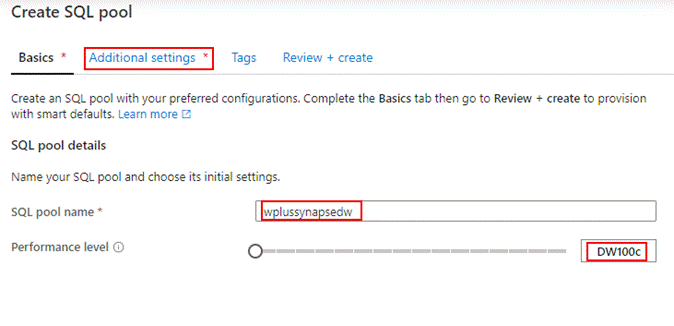 Create SQL pool
Basics * Additional settings * Tags Review + create
Create an SQL pool with your preferred configurations. Complete the Basics tab then go to Review + create to provision
with smart defaults. Learn more
SQL pool details
Name your SQL pool and choose its initial settings.
SQL pool name * wplussynapsedw
Performance level DW100c